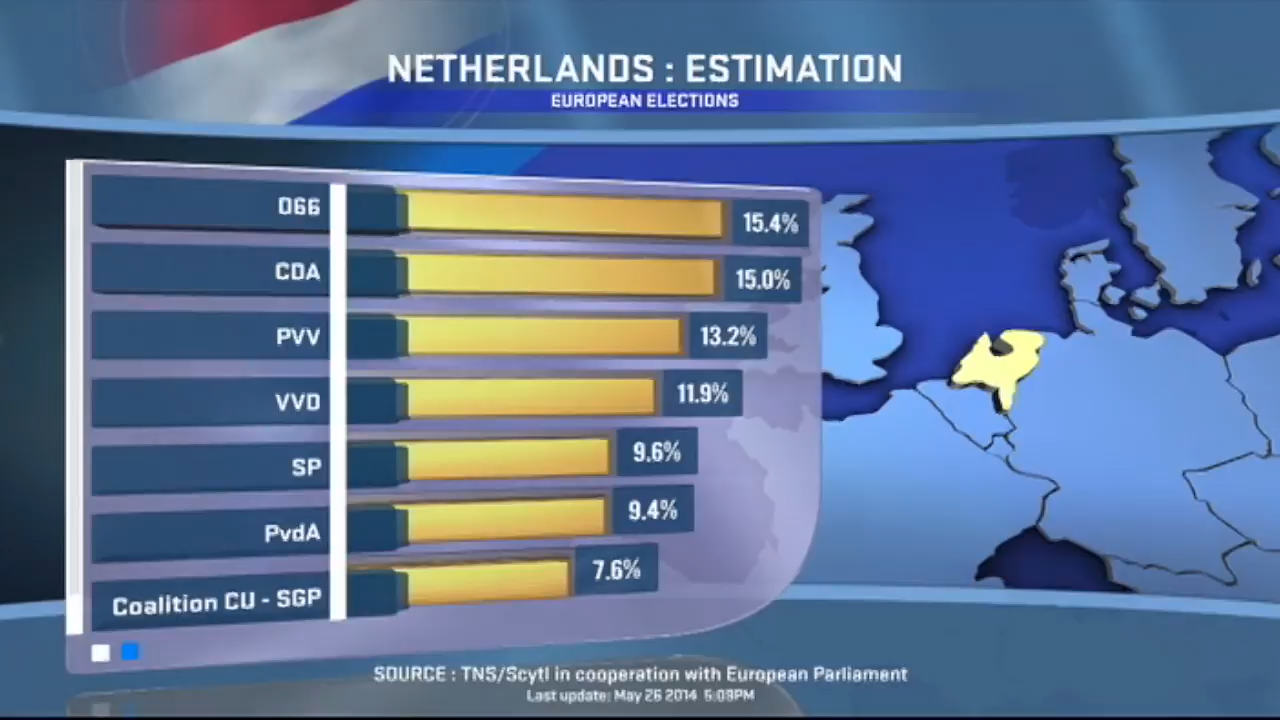 NETHERLANDS : ESTIMATION
EUROPEAN ELECTIONS
D66 15.4%
CDA 15.0%
PVV 13.2%
VVD 11.9%
SP 9.6%
PvdA 9.4%
Coalition CU - SGP 7.6%
SOURCE : TNS/Scytl in cooperation with European Parliament
Last update: May 26 2014 5:09PM